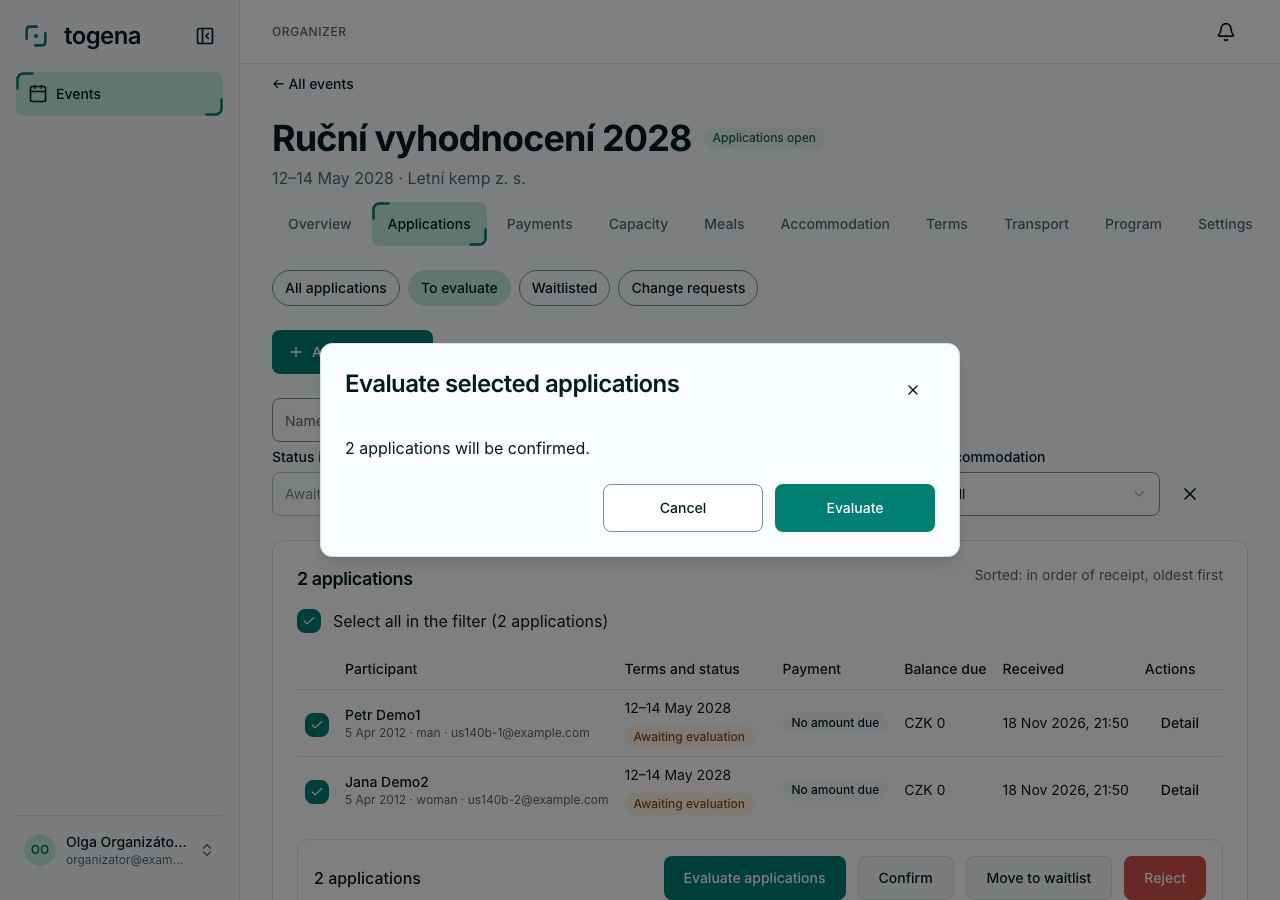 togena
ORGANIZER
Events
← All events
Ruční vyhodnocení 2028
Applications open
12–14 May 2028 · Letní kemp z. s.
Overview
Applications
Payments
Capacity
Meals
Accommodation
Terms
Transport
Program
Settings
All applications
To evaluate
Waitlisted
Change requests
Evaluate selected applications
2 applications will be confirmed.
Cancel
Evaluate
Name
Status
2 applications
Sorted: in order of receipt, oldest first
Select all in the filter (2 applications)
Participant Terms and status Payment Balance due Received Actions
Petr Demo1
5 Apr 2012 · man · us140b-1@example.com
12–14 May 2028
Awaiting evaluation
No amount due
CZK 0
18 Nov 2026, 21:50
Detail
Jana Demo2
5 Apr 2012 · woman · us140b-2@example.com
12–14 May 2028
Awaiting evaluation
No amount due
CZK 0
18 Nov 2026, 21:50
Detail
2 applications
Evaluate applications
Confirm
Move to waitlist
Reject
OO
Olga Organizáto...
organizator@exam...